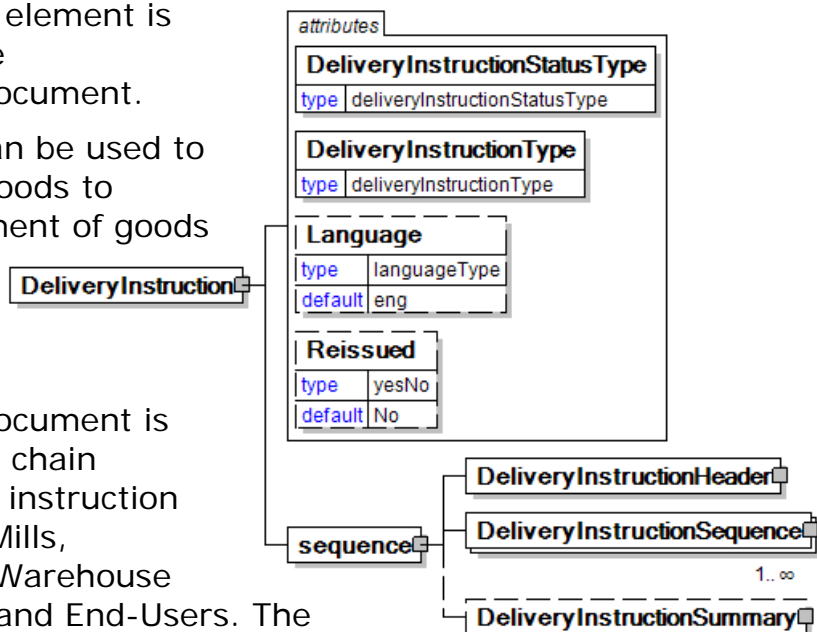 element is
e
ocument.
an be used to
oods to
nent of goods
ocument is
chain
instruction
Mills,
Warehouse
and End-Users. The
DeliveryInstruction
attributes
DeliveryInstructionStatusType
type deliveryInstructionStatusType
DeliveryInstructionType
type deliveryInstructionType
Language
type languageType
default eng
Reissued
type yesNo
default No
sequence
DeliveryInstructionHeader
DeliveryInstructionSequence
1.. ∞
DeliveryInstructionSummary